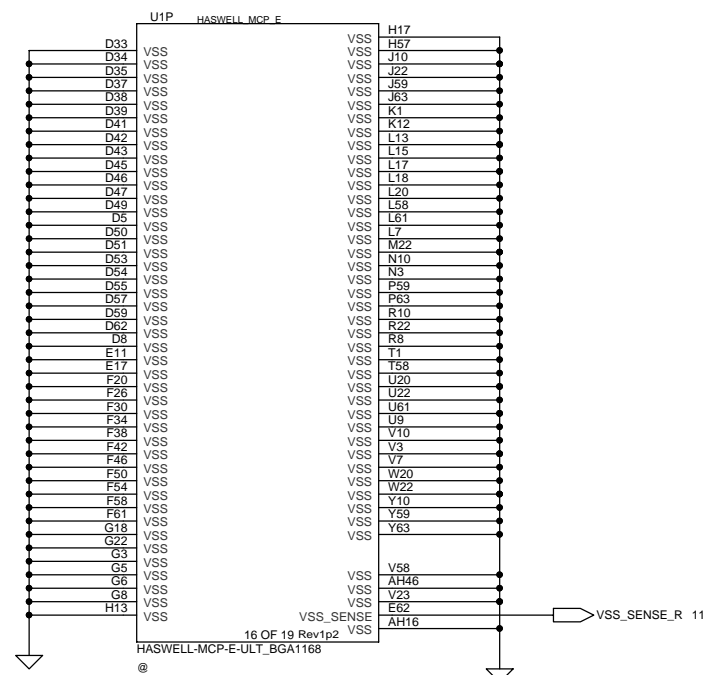 U1P HASWELL_MCP_E
D33 VSS
D34 VSS
D35 VSS
D37 VSS
D38 VSS
D39 VSS
D41 VSS
D42 VSS
D43 VSS
D45 VSS
D46 VSS
D47 VSS
D49 VSS
D5 VSS
D50 VSS
D51 VSS
D53 VSS
D54 VSS
D55 VSS
D57 VSS
D59 VSS
D62 VSS
D8 VSS
E11 VSS
E17 VSS
F20 VSS
F26 VSS
F30 VSS
F34 VSS
F38 VSS
F42 VSS
F46 VSS
F50 VSS
F54 VSS
F58 VSS
F61 VSS
G18 VSS
G22 VSS
G3 VSS
G5 VSS
G6 VSS
G8 VSS
H13 VSS
VSS H17
VSS H57
VSS J10
VSS J22
VSS J59
VSS J63
VSS K1
VSS K12
VSS L13
VSS L15
VSS L17
VSS L18
VSS L20
VSS L58
VSS L61
VSS L7
VSS M22
VSS N10
VSS N3
VSS P59
VSS P63
VSS R10
VSS R22
VSS R8
VSS T1
VSS T58
VSS U20
VSS U22
VSS U61
VSS U9
VSS V10
VSS V3
VSS V7
VSS W20
VSS W22
VSS Y10
VSS Y59
VSS Y63
VSS V58
VSS AH46
VSS V23
VSS_SENSE E62 VSS_SENSE_R 11
VSS AH16
16 OF 19 Rev1p2
HASWELL-MCP-E-ULT_BGA1168
@